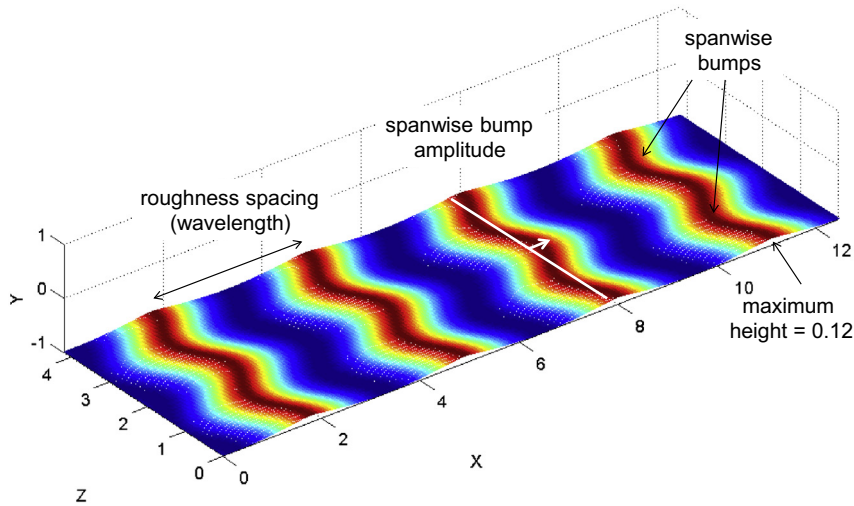 spanwise
bumps
spanwise bump
amplitude
roughness spacing
(wavelength)
1
0
-1
Y
4
3
2
1
0
Z
0
2
4
6
8
10
12
X
maximum
height = 0.12